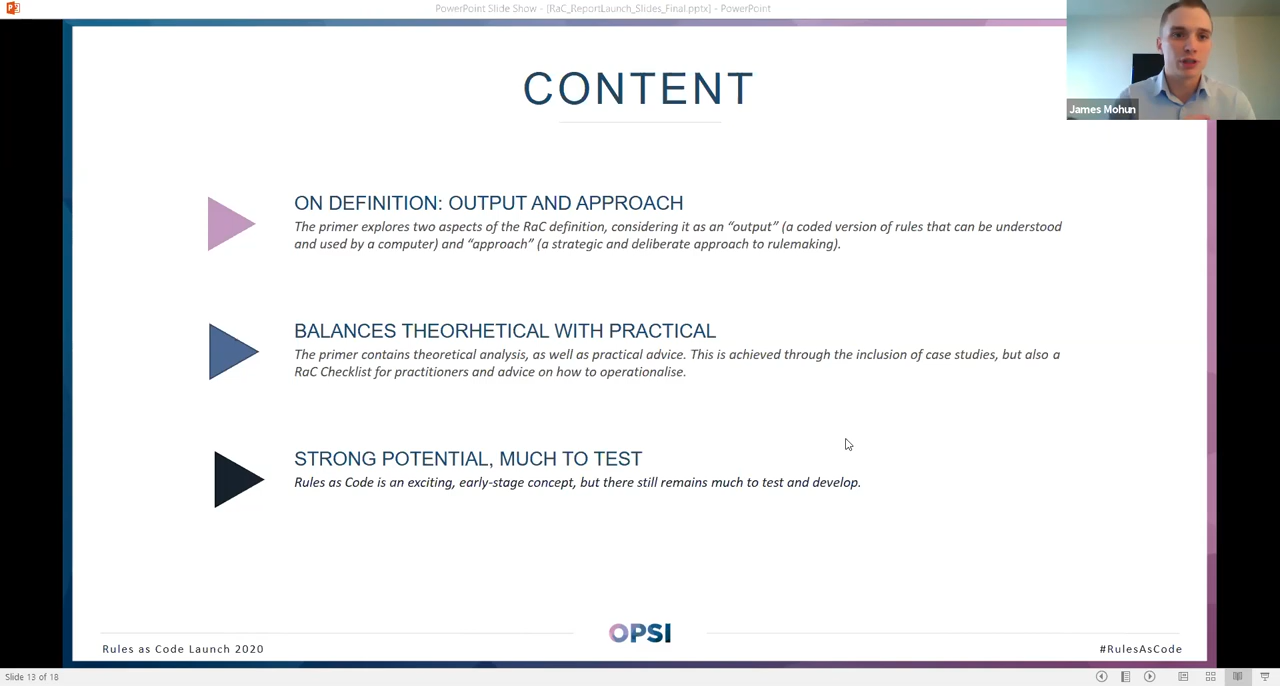 PowerPoint Slide Show - [RaC_ReportLaunch_Slides_Final.pptx] - PowerPoint
James Mohun
CONTENT
ON DEFINITION: OUTPUT AND APPROACH
The primer explores two aspects of the RaC definition, considering it as an “output” (a coded version of rules that can be understood
and used by a computer) and “approach” (a strategic and deliberate approach to rulemaking).
BALANCES THEORHETICAL WITH PRACTICAL
The primer contains theoretical analysis, as well as practical advice. This is achieved through the inclusion of case studies, but also a
RaC Checklist for practitioners and advice on how to operationalise.
STRONG POTENTIAL, MUCH TO TEST
Rules as Code is an exciting, early-stage concept, but there still remains much to test and develop.
OPSI
Rules as Code Launch 2020
#RulesAsCode
Slide 13 of 18